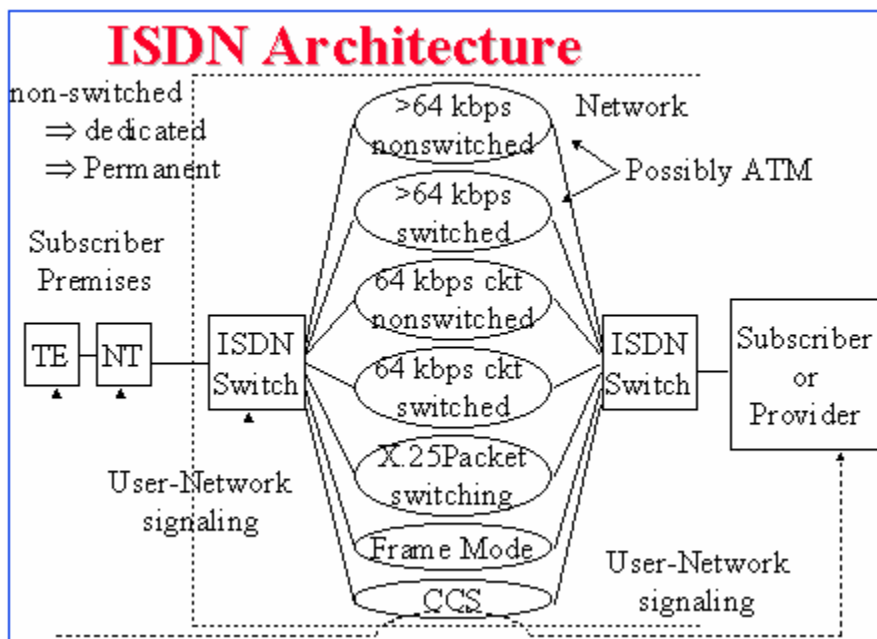 ISDN Architecture
non-switched
⇒ dedicated
⇒ Permanent
>64 kbps
nonswitched
Network
Possibly ATM
>64 kbps
switched
Subscriber
Premises
64 kbps ckt
nonswitched
TE
NT
ISDN
Switch
64 kbps ckt
switched
ISDN
Switch
Subscriber
or
Provider
X.25Packet
switching
User-Network
signaling
Frame Mode
CCS
User-Network
signaling